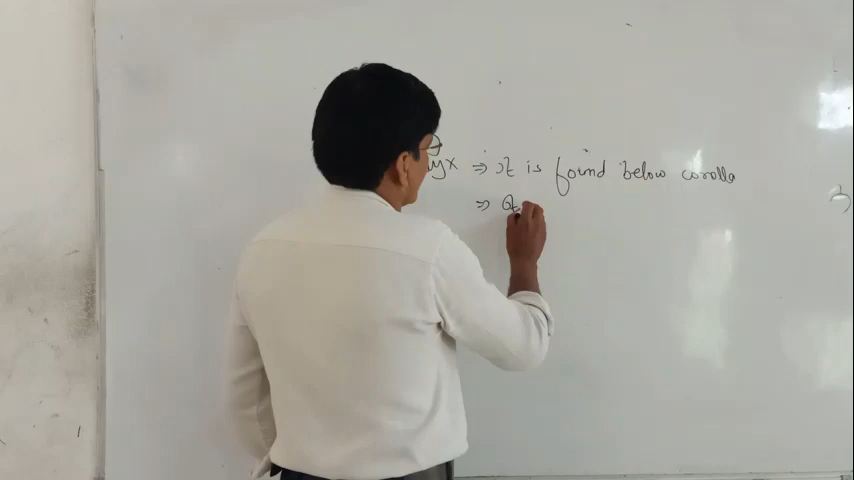 yx ⇒ it is found below corolla
⇒